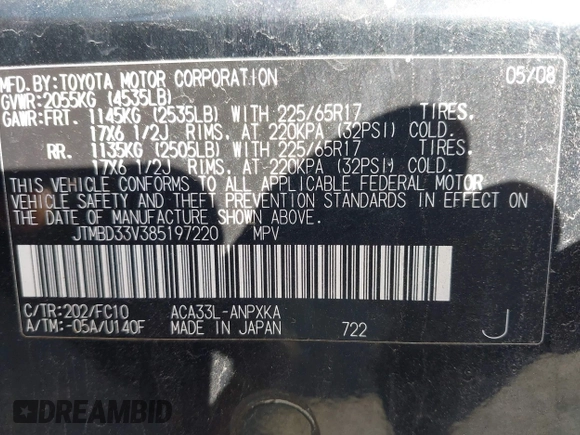 MFD.BY:TOYOTA MOTOR CORPORATION 05/08
GVWR:2055KG (4535LB)
GAWR:FRT. 1145KG (2535LB) WITH 225/65R17 TIRES.
17X6 1/2J RIMS. AT 220KPA (32PSI) COLD.
RR. 1135KG (2505LB) WITH 225/65R17 TIRES.
17X6 1/2J RIMS. AT 220KPA (32PSI) COLD.
THIS VEHICLE CONFORMS TO ALL APPLICABLE FEDERAL MOTOR
VEHICLE SAFETY AND THEFT PREVENTION STANDARDS IN EFFECT ON
THE DATE OF MANUFACTURE SHOWN ABOVE.
JTMBD33V385197220 MPV
C/TR:202/FC10 ACA33L-ANPXKA
A/TM:-05A/U140F MADE IN JAPAN 722 J
DREAMBID